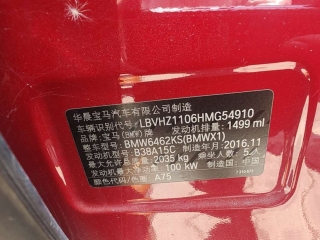 华晨宝马汽车有限公司制造
车辆识别代号: LBVHZ1106HMG54910
品牌: 宝马(BMW) 发动机排量: 1499 ml
车辆型号: BMW6462KS(BMWX1)
发动机型号: B38A15C 制造年月: 2016.11
最大允许总质量: 2035 kg 乘坐人数: 5人
发动机最大净功率: 100 kW 制造国: 中国
颜色代号: A75